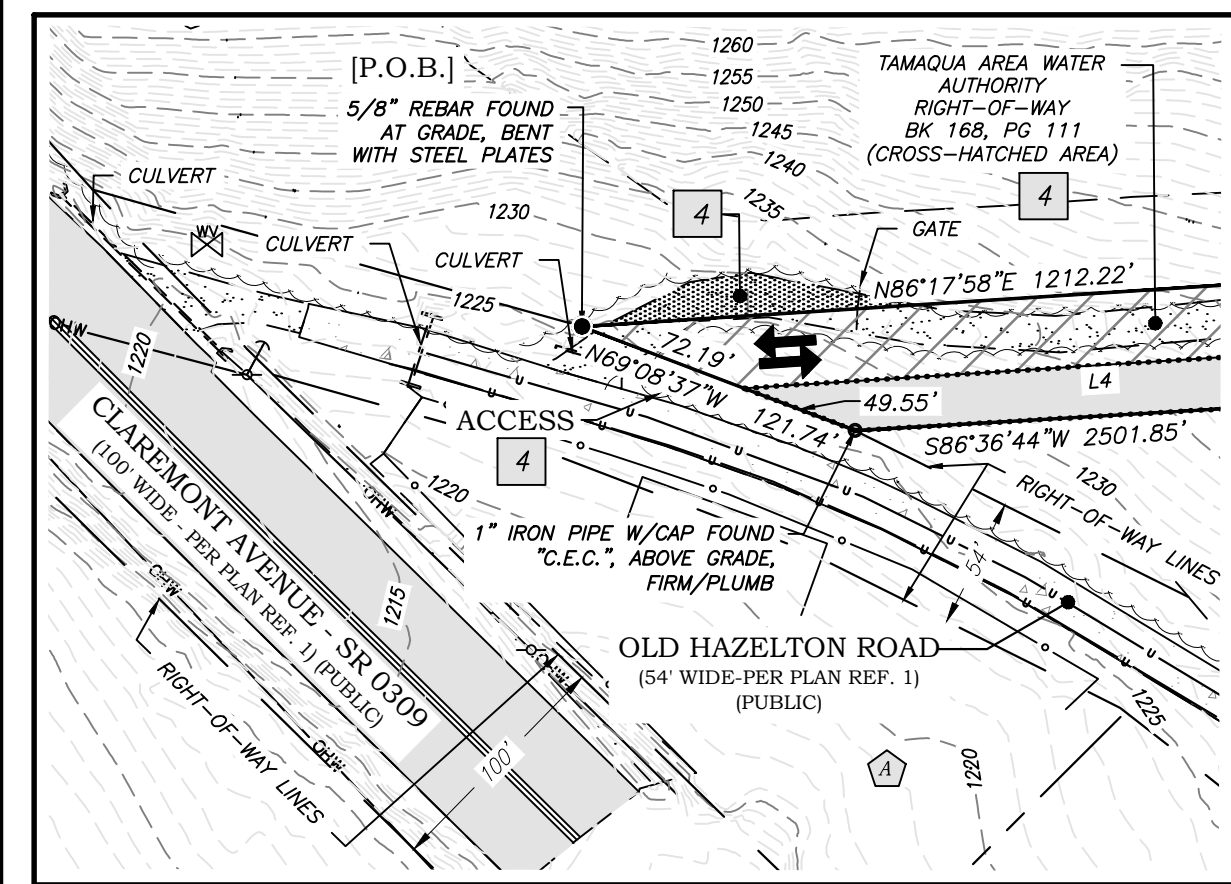 1260
1255
1250
1245
1240
1235
1230
[P.O.B.]
5/8" REBAR FOUND
AT GRADE, BENT
WITH STEEL PLATES
TAMAQUA AREA WATER
AUTHORITY
RIGHT-OF-WAY
BK 168, PG 111
(CROSS-HATCHED AREA)
CULVERT
WV
CULVERT
CULVERT
4
4
GATE
1225
N86°17'58"E 1212.22'
72.19'
N69°08'37"W 121.74'
49.55'
L4
S86°36'44"W 2501.85'
OHW
1220
ACCESS
4
1220
OHW
CLAREMONT AVENUE - SR 0309
(100' WIDE - PER PLAN REF. 1) (PUBLIC)
1215
1230
RIGHT-OF-WAY LINES
1" IRON PIPE W/CAP FOUND
"C.E.C.", ABOVE GRADE,
FIRM/PLUMB
54'
U
U
U
U
U
U
U
U
U
OLD HAZELTON ROAD
(54' WIDE-PER PLAN REF. 1)
(PUBLIC)
OHW
OHW
OHW
RIGHT-OF-WAY LINES
100'
A
1220
1225